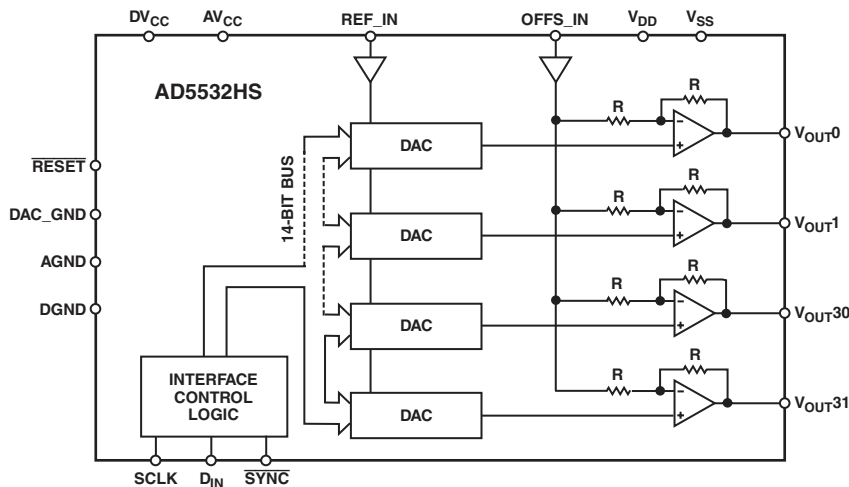 DVCC AVCC REF_IN OFFS_IN VDD VSS
AD5532HS
R
R
DAC
VOUT0
RESET
14-BIT BUS
DAC_GND
R
R
DAC
VOUT1
AGND
R
R
DGND
DAC
VOUT30
R
R
INTERFACE
CONTROL
LOGIC
DAC
VOUT31
SCLK DIN SYNC